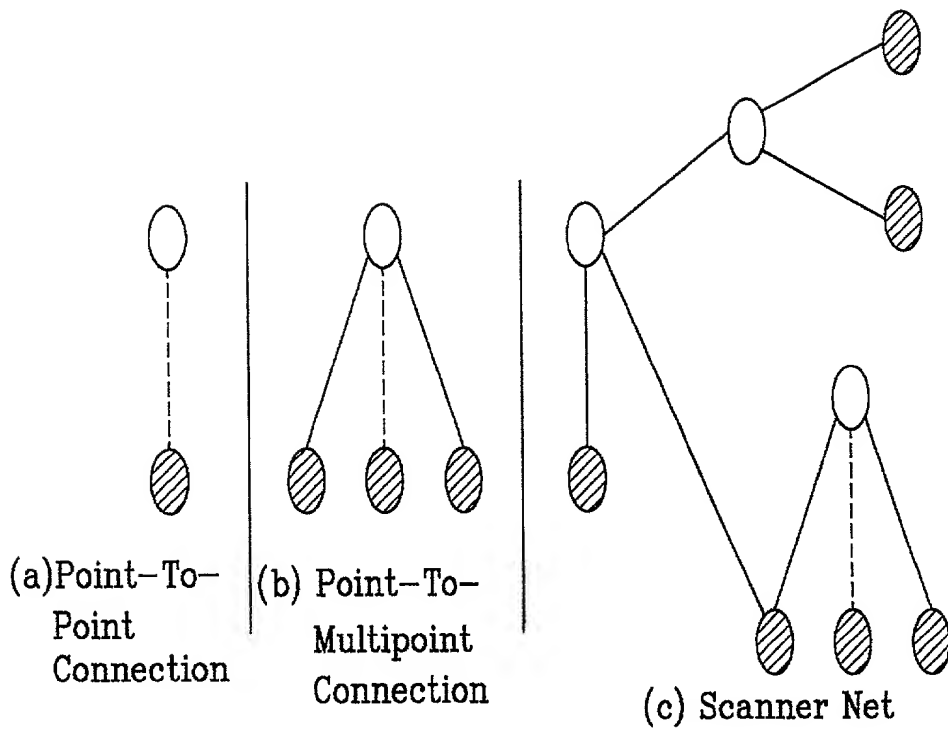 (a)Point-To-
Point
Connection
(b) Point-To-
Multipoint
Connection
(c) Scanner Net